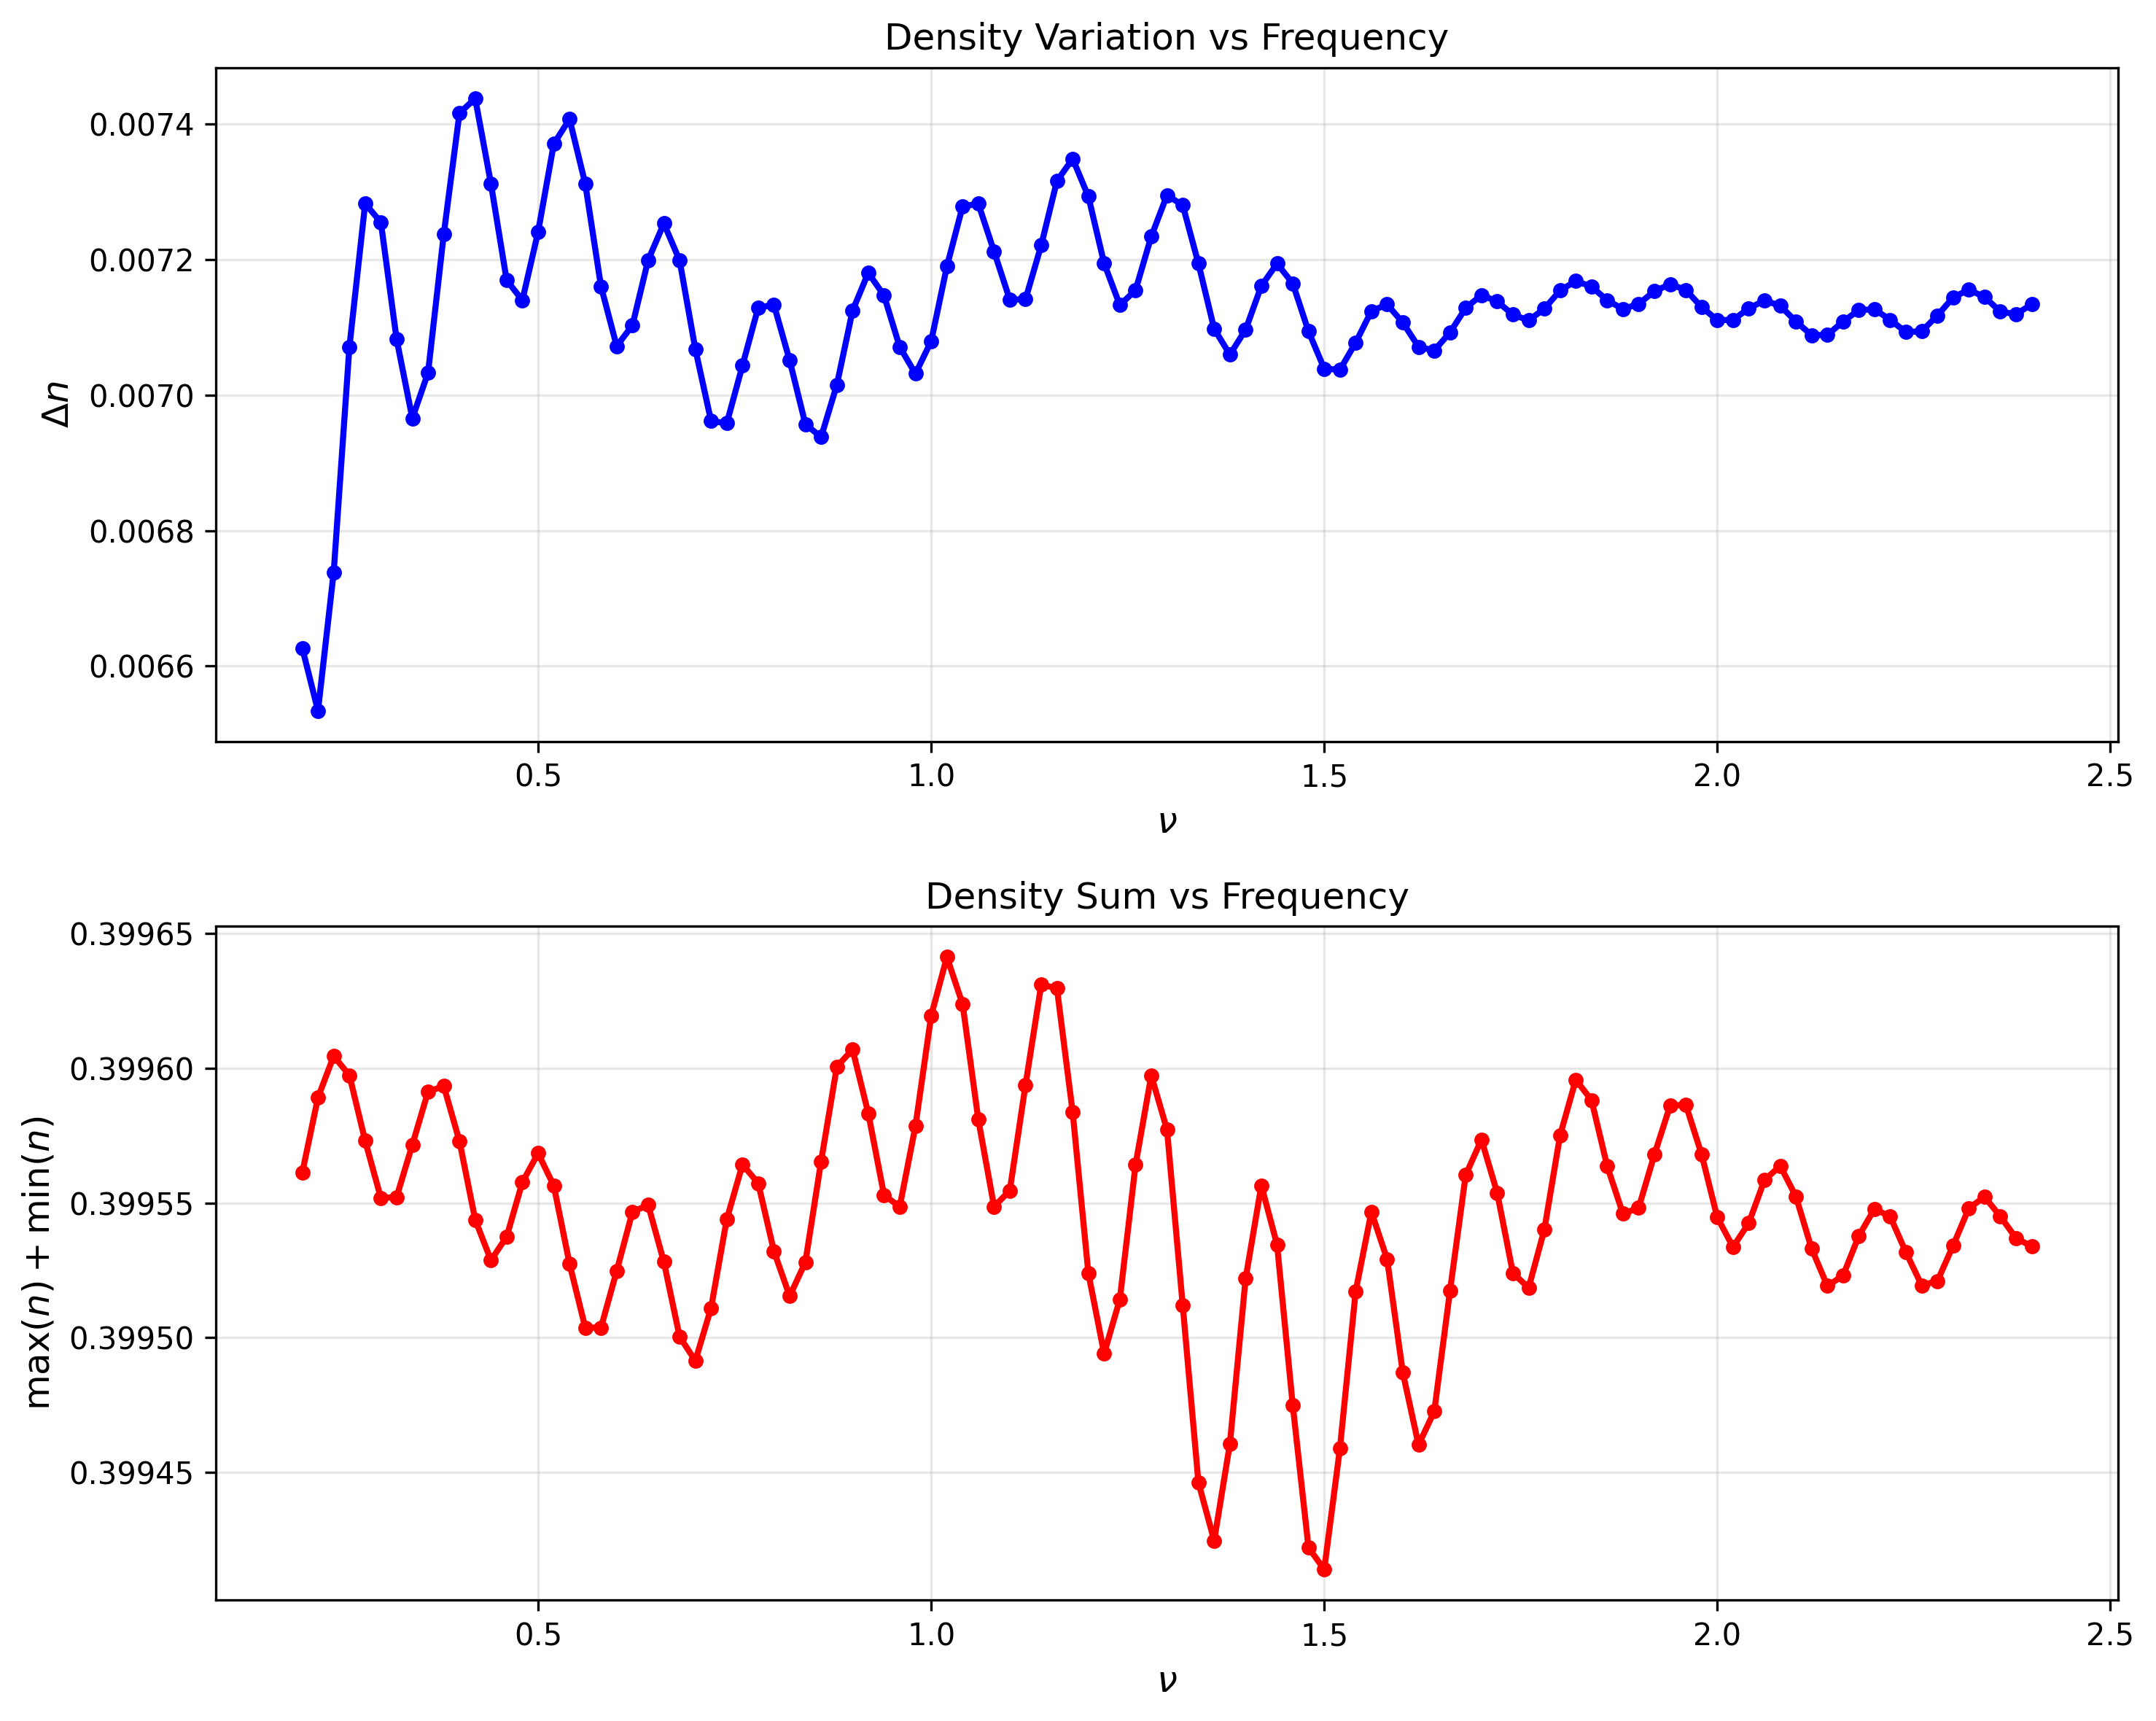 Density Variation vs Frequency
Δn
0.0074
0.0072
0.0070
0.0068
0.0066
0.5 1.0 1.5 2.0 2.5
ν
Density Sum vs Frequency
max(n) + min(n)
0.39965
0.39960
0.39955
0.39950
0.39945
0.5 1.0 1.5 2.0 2.5
ν